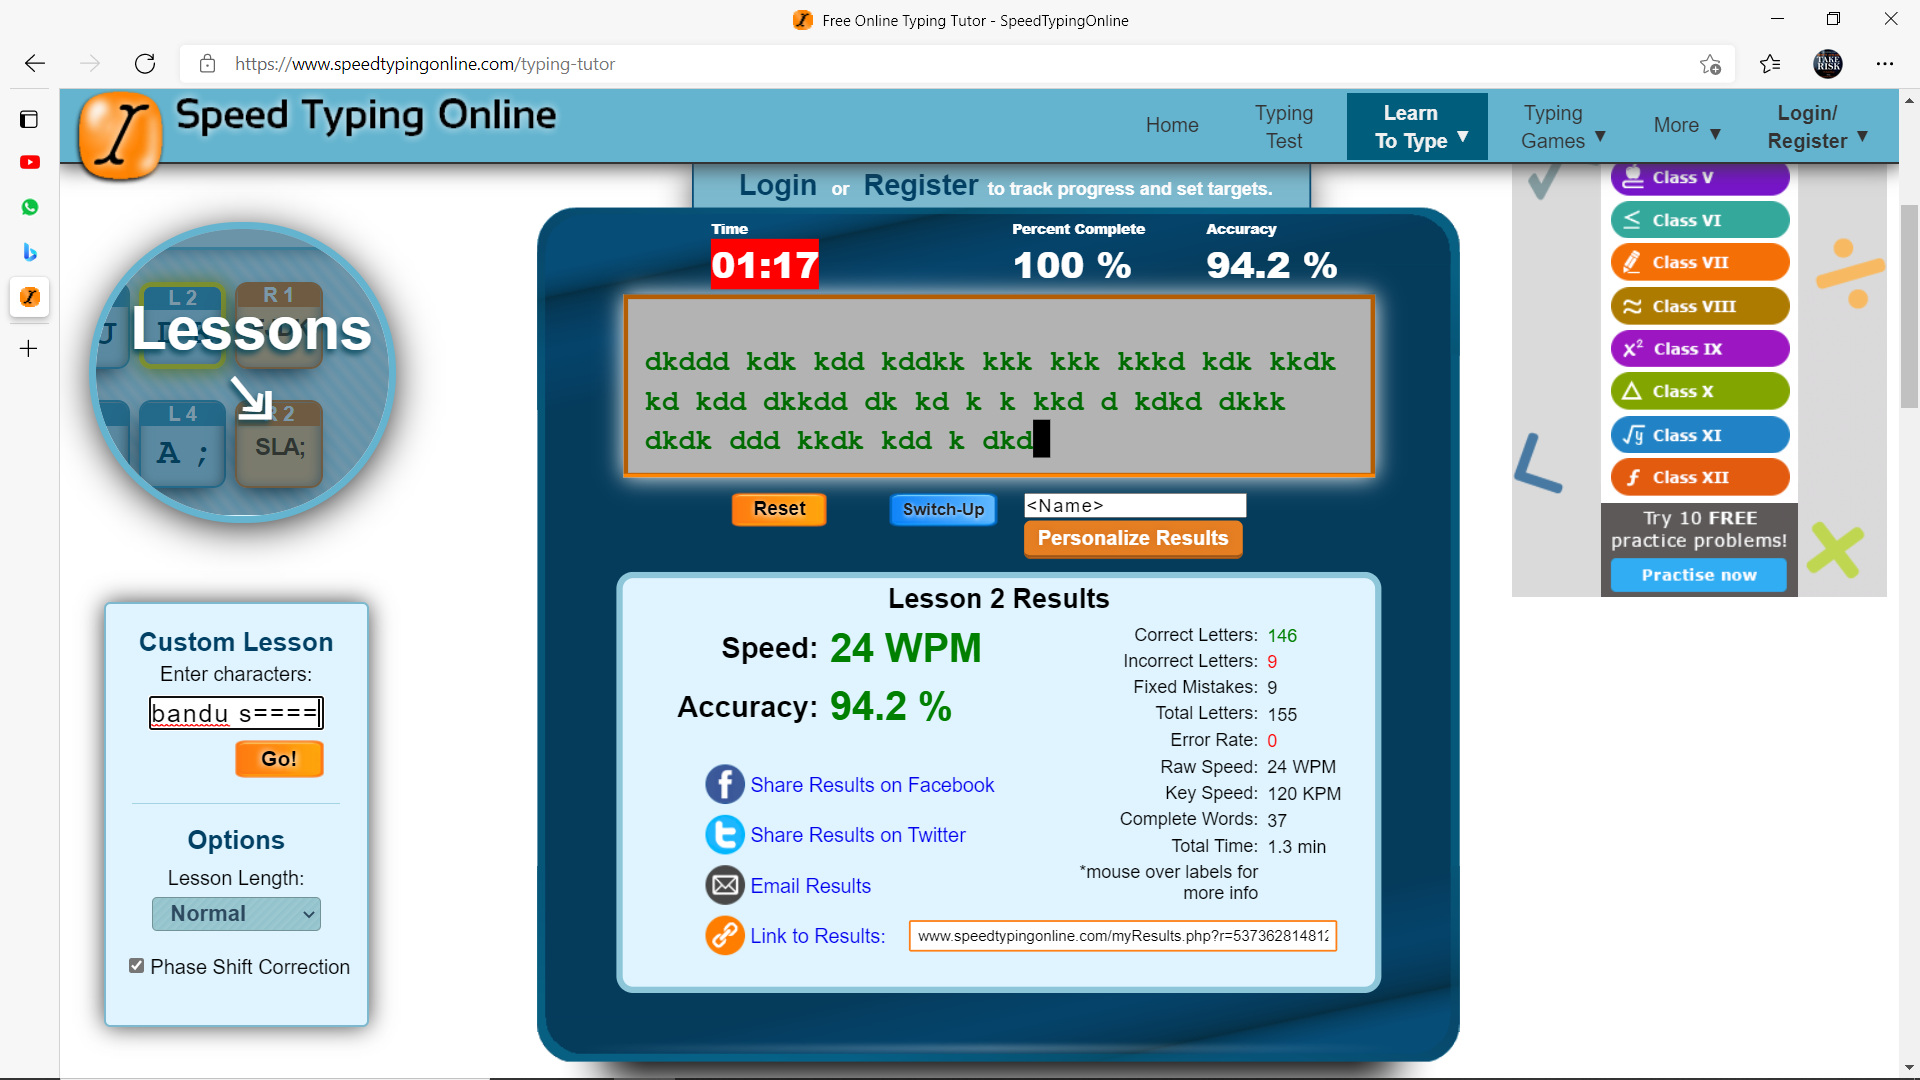 Free Online Typing Tutor - SpeedTypingOnline
https://www.speedtypingonline.com/typing-tutor
TAKE
RISK
Speed Typing Online
Home
Typing
Test
Learn
To Type ▼
Typing
Games ▼
More ▼
Login/
Register ▼
Login or Register to track progress and set targets.
L 2
R 1
Lessons
L 4
R 2
A ;
SLA;
Time
01:17
Percent Complete
100 %
Accuracy
94.2 %
dkddd kdk kdd kddkk kkk kkk kkkd kdk kkdk
kd kdd dkkdd dk kd k k kkd d kdkd dkkk
dkdk ddd kkdk kdd k dkd
Reset
Switch-Up
<Name>
Personalize Results
Lesson 2 Results
Speed: 24 WPM
Accuracy: 94.2 %
Share Results on Facebook
Share Results on Twitter
Email Results
Link to Results:
www.speedtypingonline.com/myResults.php?r=537362814812
Correct Letters: 146
Incorrect Letters: 9
Fixed Mistakes: 9
Total Letters: 155
Error Rate: 0
Raw Speed: 24 WPM
Key Speed: 120 KPM
Complete Words: 37
Total Time: 1.3 min
*mouse over labels for
more info
Custom Lesson
Enter characters:
bandu s====
Go!
Options
Lesson Length:
Normal
Phase Shift Correction
Class V
≤ Class VI
Class VII
≈ Class VIII
x² Class IX
△ Class X
√y Class XI
ƒ Class XII
Try 10 FREE
practice problems!
Practise now